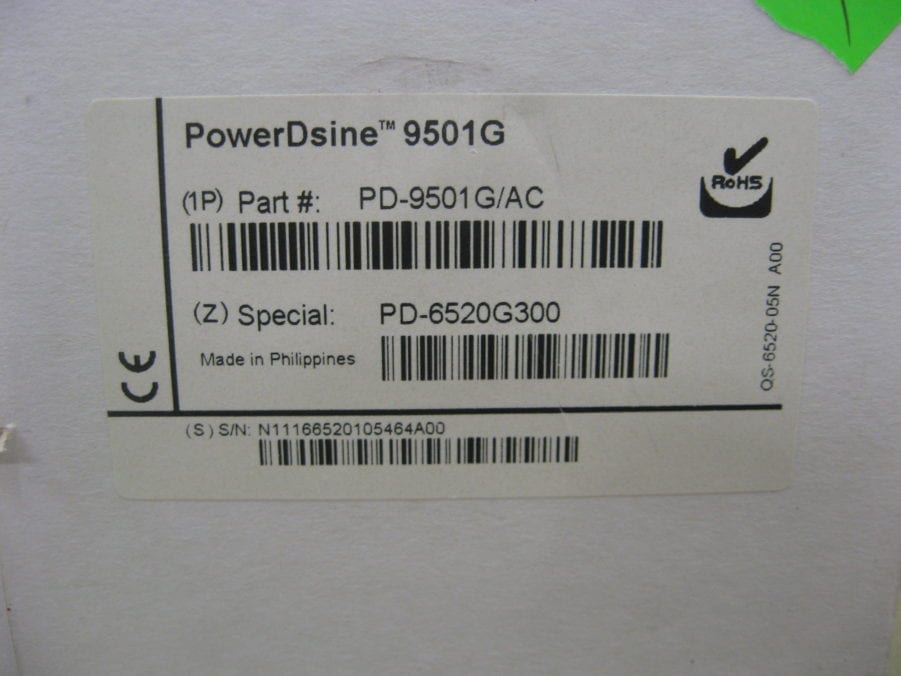 PowerDsine™ 9501G
(1P) Part #: PD-9501G/AC
RoHS
(Z) Special: PD-6520G300
Made in Philippines
QS-6520-05N A00
CE
(S) S/N: N11166520105464A00